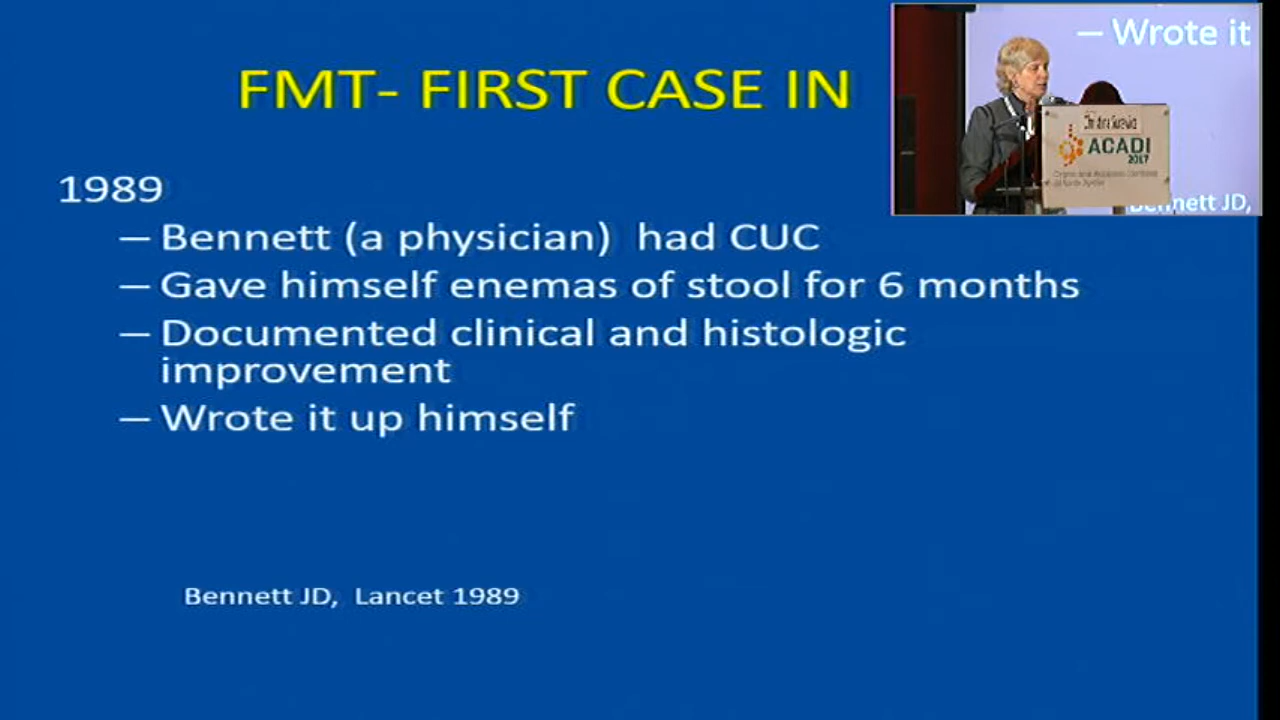 FMT- FIRST CASE IN
1989
– Bennett (a physician) had CUC
– Gave himself enemas of stool for 6 months
– Documented clinical and histologic
improvement
– Wrote it up himself
Bennett JD, Lancet 1989
– Wrote it
ACADI
2017
Bennett JD,